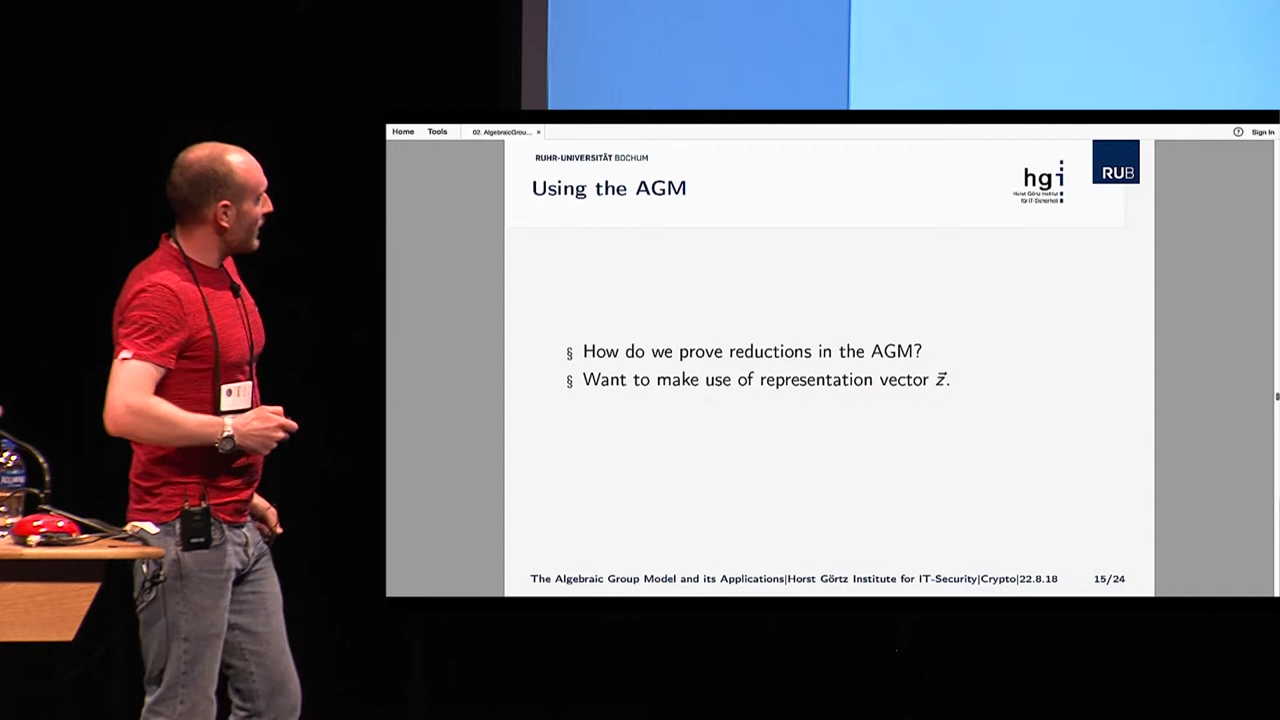 Home Tools 02. AlgebraicGrou... × Sign In
RUHR-UNIVERSITÄT BOCHUM
Using the AGM
hgi
Horst Görtz Institut
für IT-Sicherheit
RUB
§ How do we prove reductions in the AGM?
§ Want to make use of representation vector z⃗.
The Algebraic Group Model and its Applications|Horst Görtz Institute for IT-Security|Crypto|22.8.18 15/24